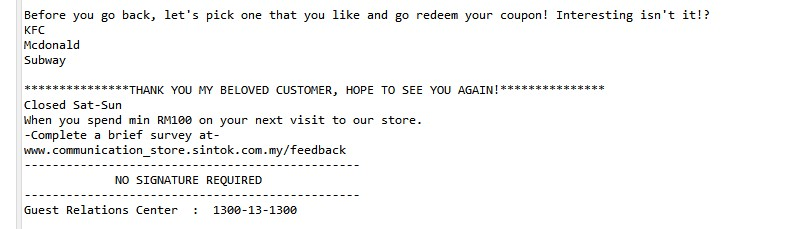 Before you go back, let's pick one that you like and go redeem your coupon! Interesting isn't it!?
KFC
Mcdonald
Subway
***************THANK YOU MY BELOVED CUSTOMER, HOPE TO SEE YOU AGAIN!***************
Closed Sat-Sun
When you spend min RM100 on your next visit to our store.
-Complete a brief survey at-
www.communication_store.sintok.com.my/feedback
------------------------------------------------
NO SIGNATURE REQUIRED
------------------------------------------------
Guest Relations Center  :  1300-13-1300